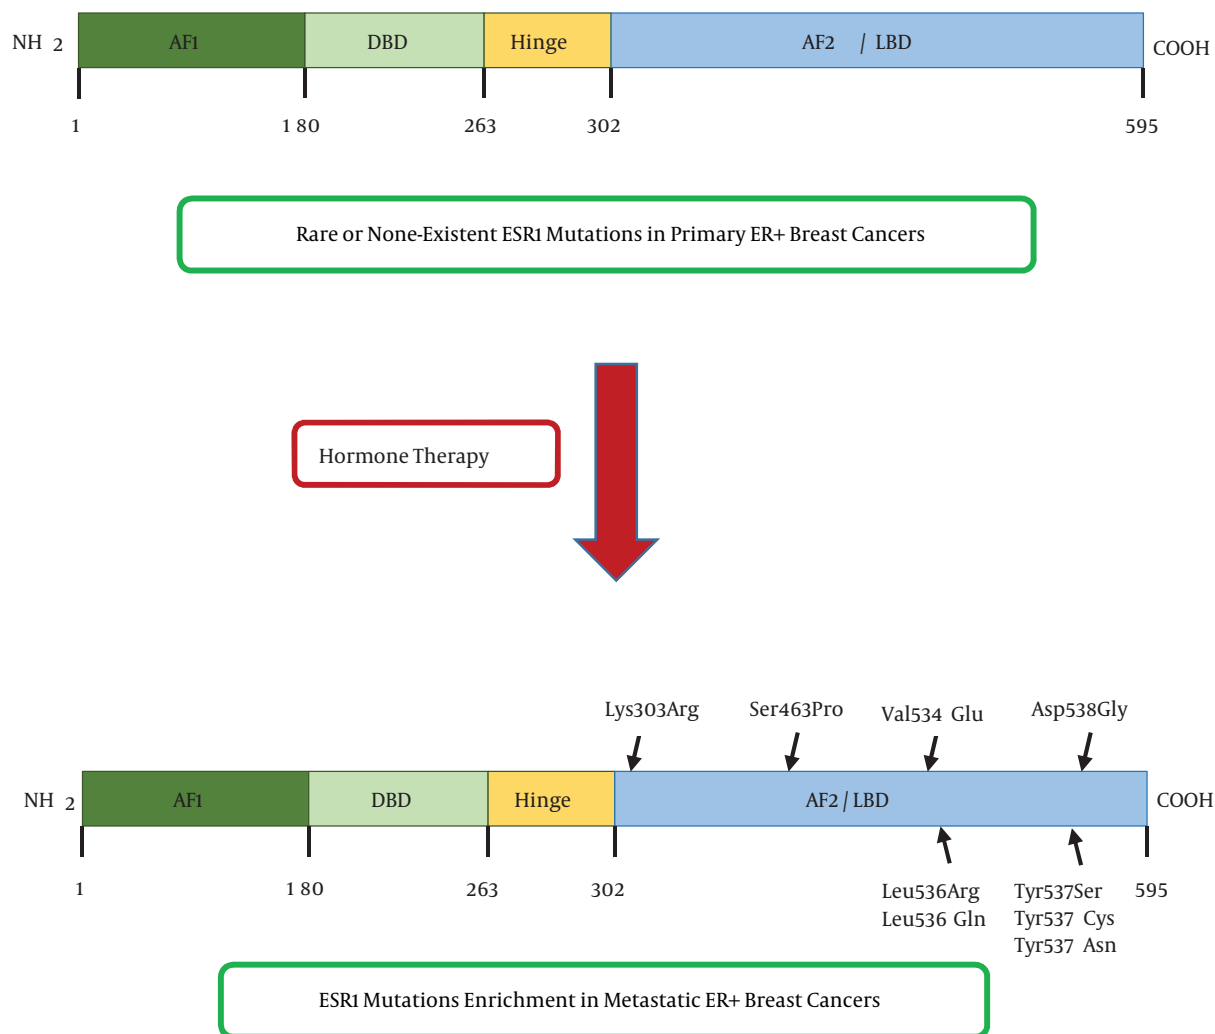 NH 2 AF1 DBD Hinge AF2 / LBD COOH
1 1 80 263 302 595
Rare or None-Existent ESR1 Mutations in Primary ER+ Breast Cancers
Hormone Therapy
Lys303Arg Ser463Pro Val534 Glu Asp538Gly
NH 2 AF1 DBD Hinge AF2 / LBD COOH
1 1 80 263 302 595
Leu536Arg Tyr537Ser
Leu536 Gln Tyr537 Cys
Tyr537 Asn
ESR1 Mutations Enrichment in Metastatic ER+ Breast Cancers